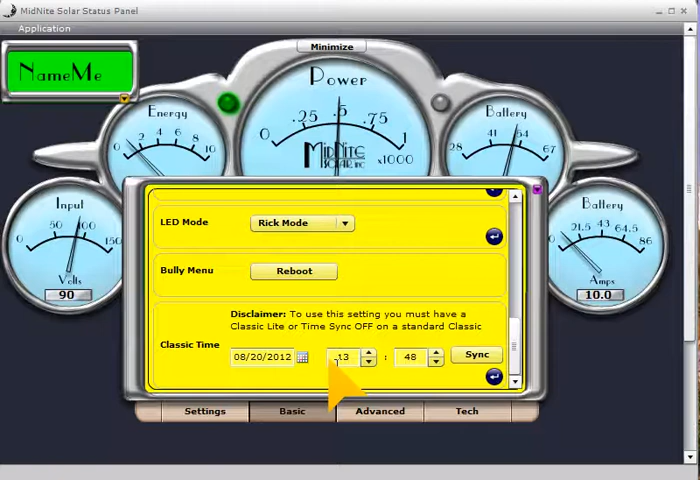 MidNite Solar Status Panel
Application
Minimize
NameMe
Power
0 .25 .5 .75 1
x1000
MIDNITE
SOLAR INC
Energy
0 2 4 6 8 10
Battery
28 41 54 67
Input
0 50 100 150
Volts
90
Battery
0 21.5 43 64.5 86
Amps
10.0
LED Mode
Rick Mode
Bully Menu
Reboot
Disclaimer: To use this setting you must have a
Classic Lite or Time Sync OFF on a standard Classic
Classic Time
08/20/2012
13 : 48
Sync
Settings
Basic
Advanced
Tech